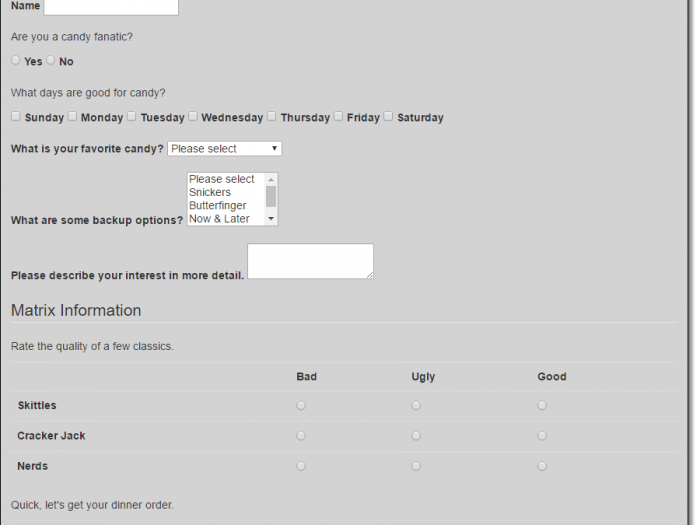 Name
Are you a candy fanatic?
Yes No
What days are good for candy?
Sunday Monday Tuesday Wednesday Thursday Friday Saturday
What is your favorite candy? Please select
Please select
Snickers
Butterfinger
What are some backup options? Now & Later
Please describe your interest in more detail.
Matrix Information
Rate the quality of a few classics.
Bad Ugly Good
Skittles
Cracker Jack
Nerds
Quick, let's get your dinner order.